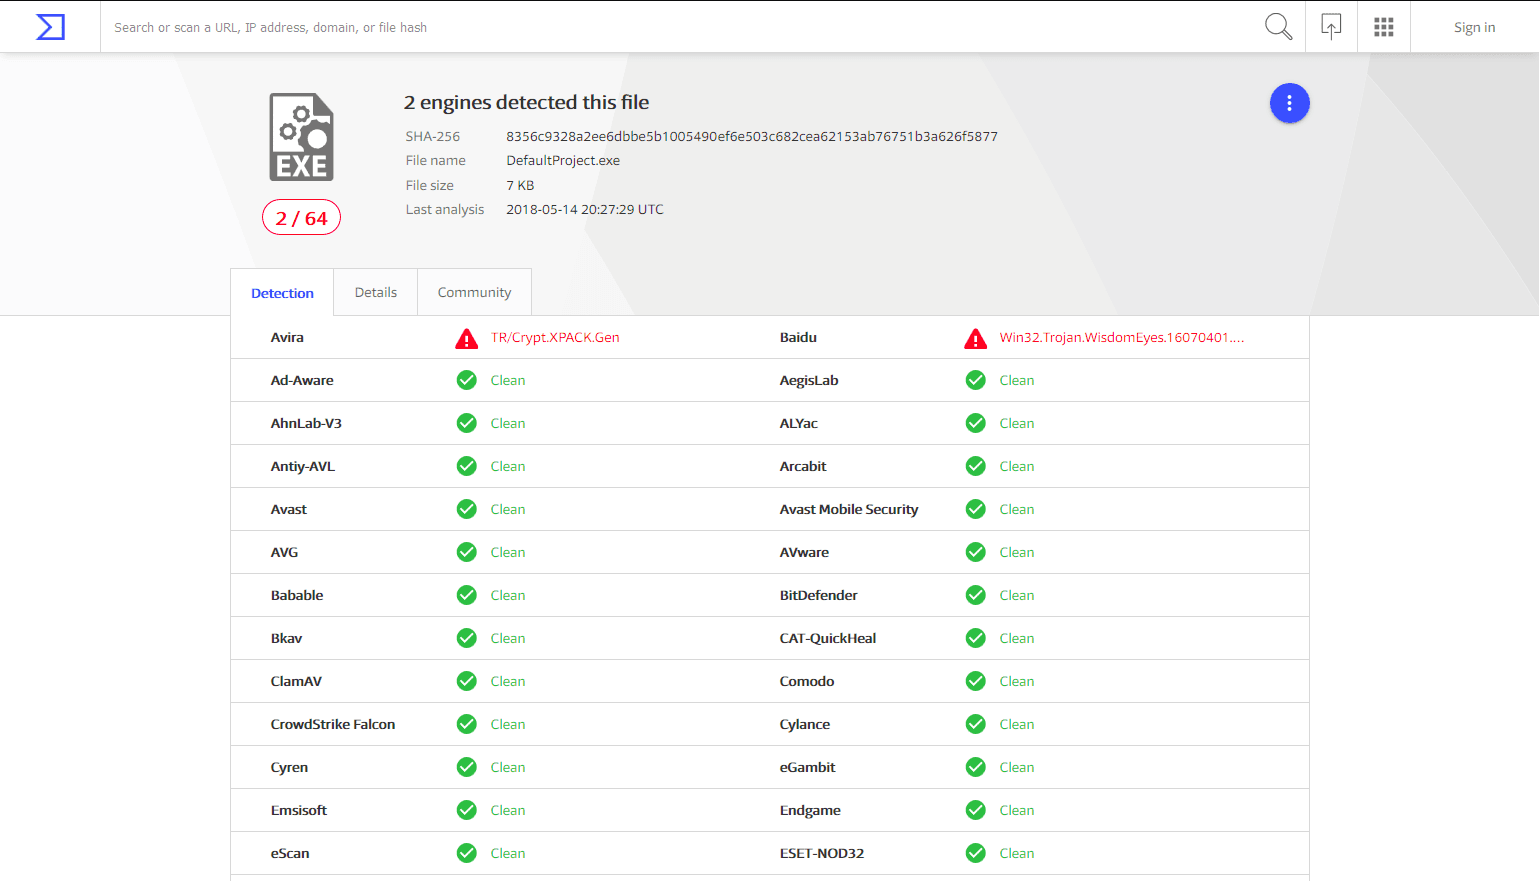 Search or scan a URL, IP address, domain, or file hash
Sign in
EXE
2 / 64
2 engines detected this file
SHA-256 8356c9328a2ee6dbbe5b1005490ef6e503c682cea62153ab76751b3a626f5877
File name DefaultProject.exe
File size 7 KB
Last analysis 2018-05-14 20:27:29 UTC
Detection Details Community
Avira TR/Crypt.XPACK.Gen Baidu Win32.Trojan.WisdomEyes.16070401....
Ad-Aware Clean AegisLab Clean
AhnLab-V3 Clean ALYac Clean
Antiy-AVL Clean Arcabit Clean
Avast Clean Avast Mobile Security Clean
AVG Clean AVware Clean
Babable Clean BitDefender Clean
Bkav Clean CAT-QuickHeal Clean
ClamAV Clean Comodo Clean
CrowdStrike Falcon Clean Cylance Clean
Cyren Clean eGambit Clean
Emsisoft Clean Endgame Clean
eScan Clean ESET-NOD32 Clean